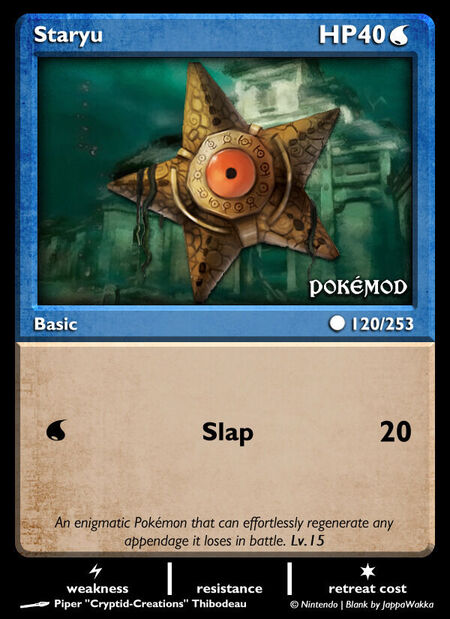 Staryu HP40
POKÉMOD
Basic 120/253
Slap 20
An enigmatic Pokémon that can effortlessly regenerate any
appendage it loses in battle. Lv.15
weakness resistance retreat cost
Piper "Cryptid-Creations" Thibodeau © Nintendo | Blank by JappaWakka